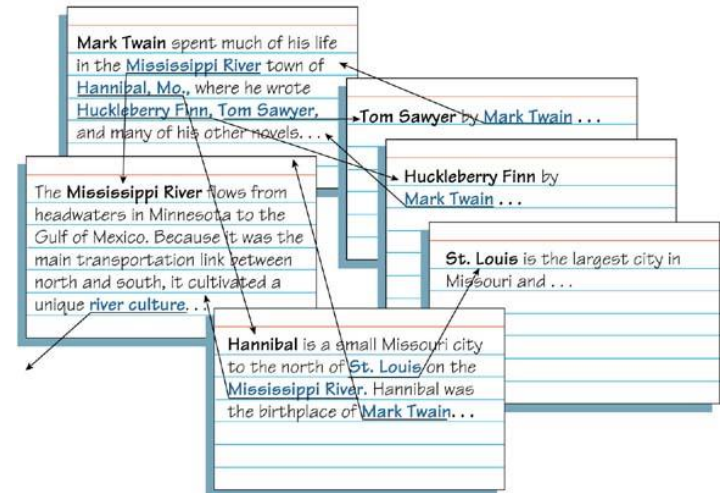 Mark Twain spent much of his life
in the Mississippi River town of
Hannibal, Mo., where he wrote
Huckleberry Finn, Tom Sawyer,
and many of his other novels. . .
Tom Sawyer by Mark Twain . . .
Huckleberry Finn by
Mark Twain . . .
The Mississippi River flows from
headwaters in Minnesota to the
Gulf of Mexico. Because it was the
main transportation link between
north and south, it cultivated a
unique river culture. . .
St. Louis is the largest city in
Missouri and . . .
Hannibal is a small Missouri city
to the north of St. Louis on the
Mississippi River. Hannibal was
the birthplace of Mark Twain. . .